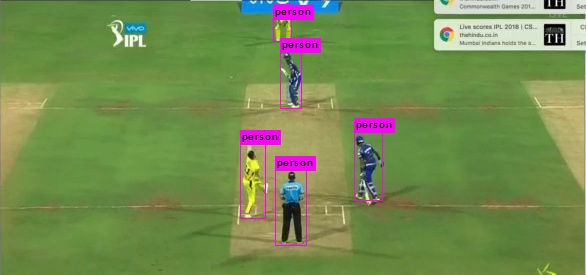 person
vivo
IPL
person
person
person
person
Commonwealth Games 201...
Live scores IPL 2018 | CS...
thehindu.co.in
Mumbai Indians holds the s...
TH
TH